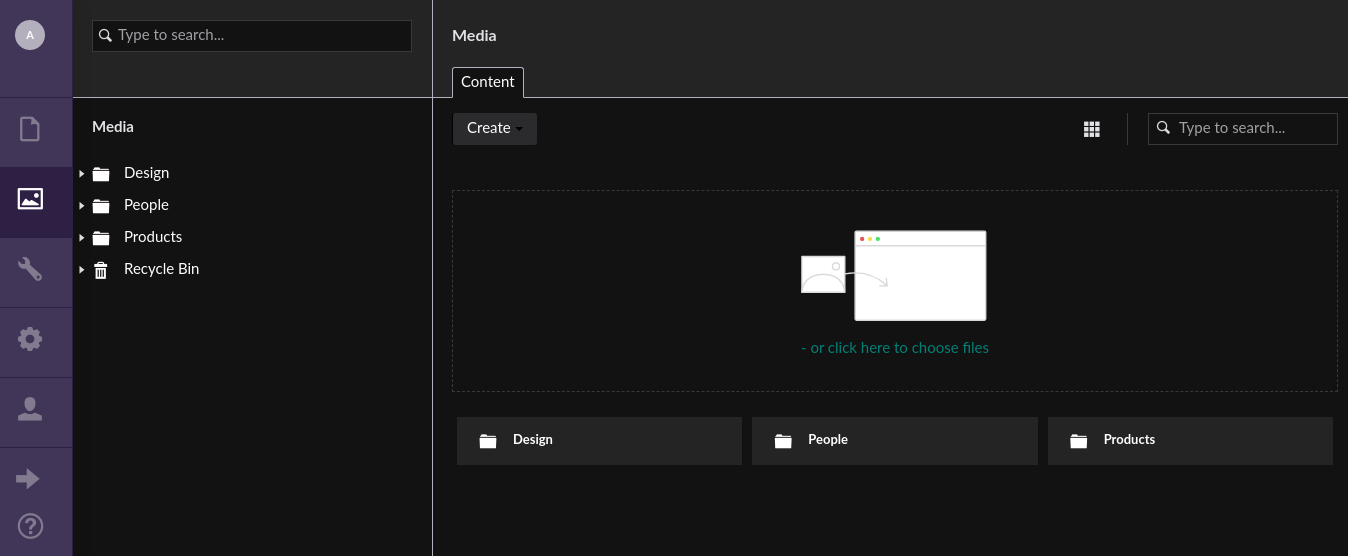 A
Type to search...
Media
Design
People
Products
Recycle Bin
Media
Content
Create
Type to search...
- or click here to choose files
Design
People
Products